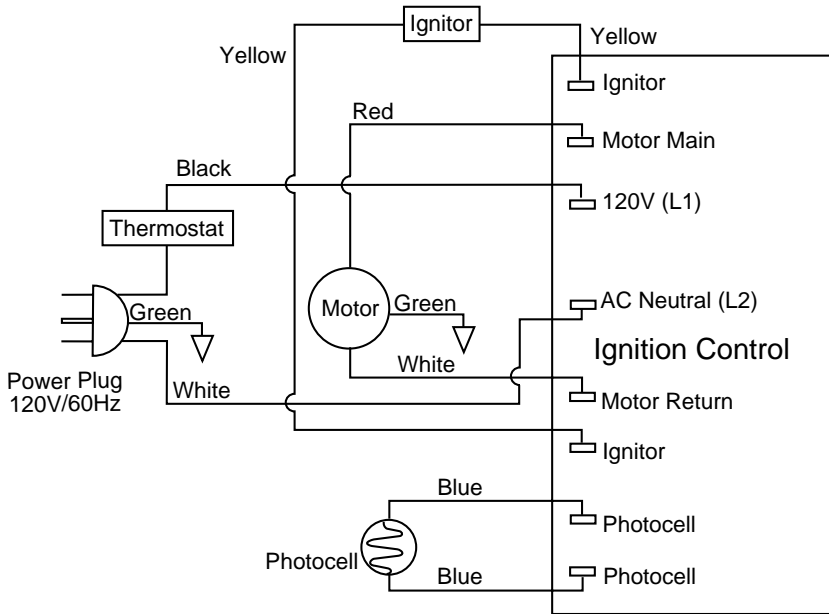 Ignitor
Yellow
Yellow
Ignitor
Red
Motor Main
Black
120V (L1)
Thermostat
Green
Motor
Green
AC Neutral (L2)
Ignition Control
Power Plug
120V/60Hz
White
White
Motor Return
Ignitor
Blue
Photocell
Photocell
Blue
Photocell